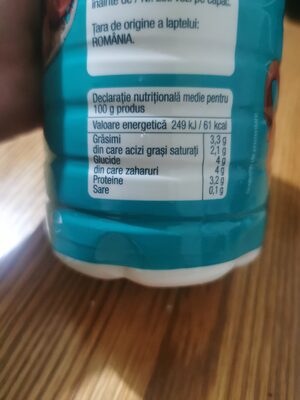 Țara de origine a laptelui:
ROMÂNIA.
Declarație nutrițională medie pentru
100 g produs
Valoare energetică 249 kJ / 61 kcal
Grăsimi 3,3 g
din care acizi grași saturați 2,1 g
Glucide 4 g
din care zaharuri 4 g
Proteine 3,2 g
Sare 0,1 g